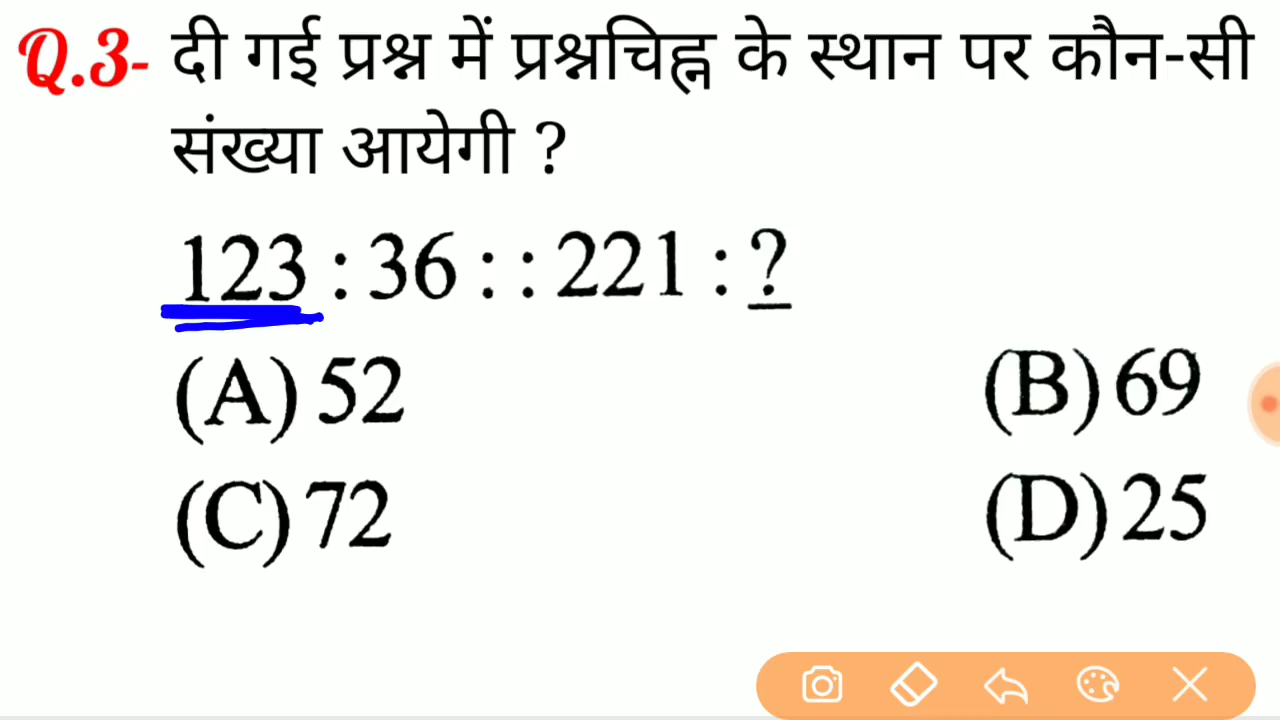 Q.3- दी गई प्रश्न में प्रश्नचिह्न के स्थान पर कौन-सी
संख्या आयेगी ?
123 : 36 : : 221 : ?
(A) 52 (B) 69
(C) 72 (D) 25